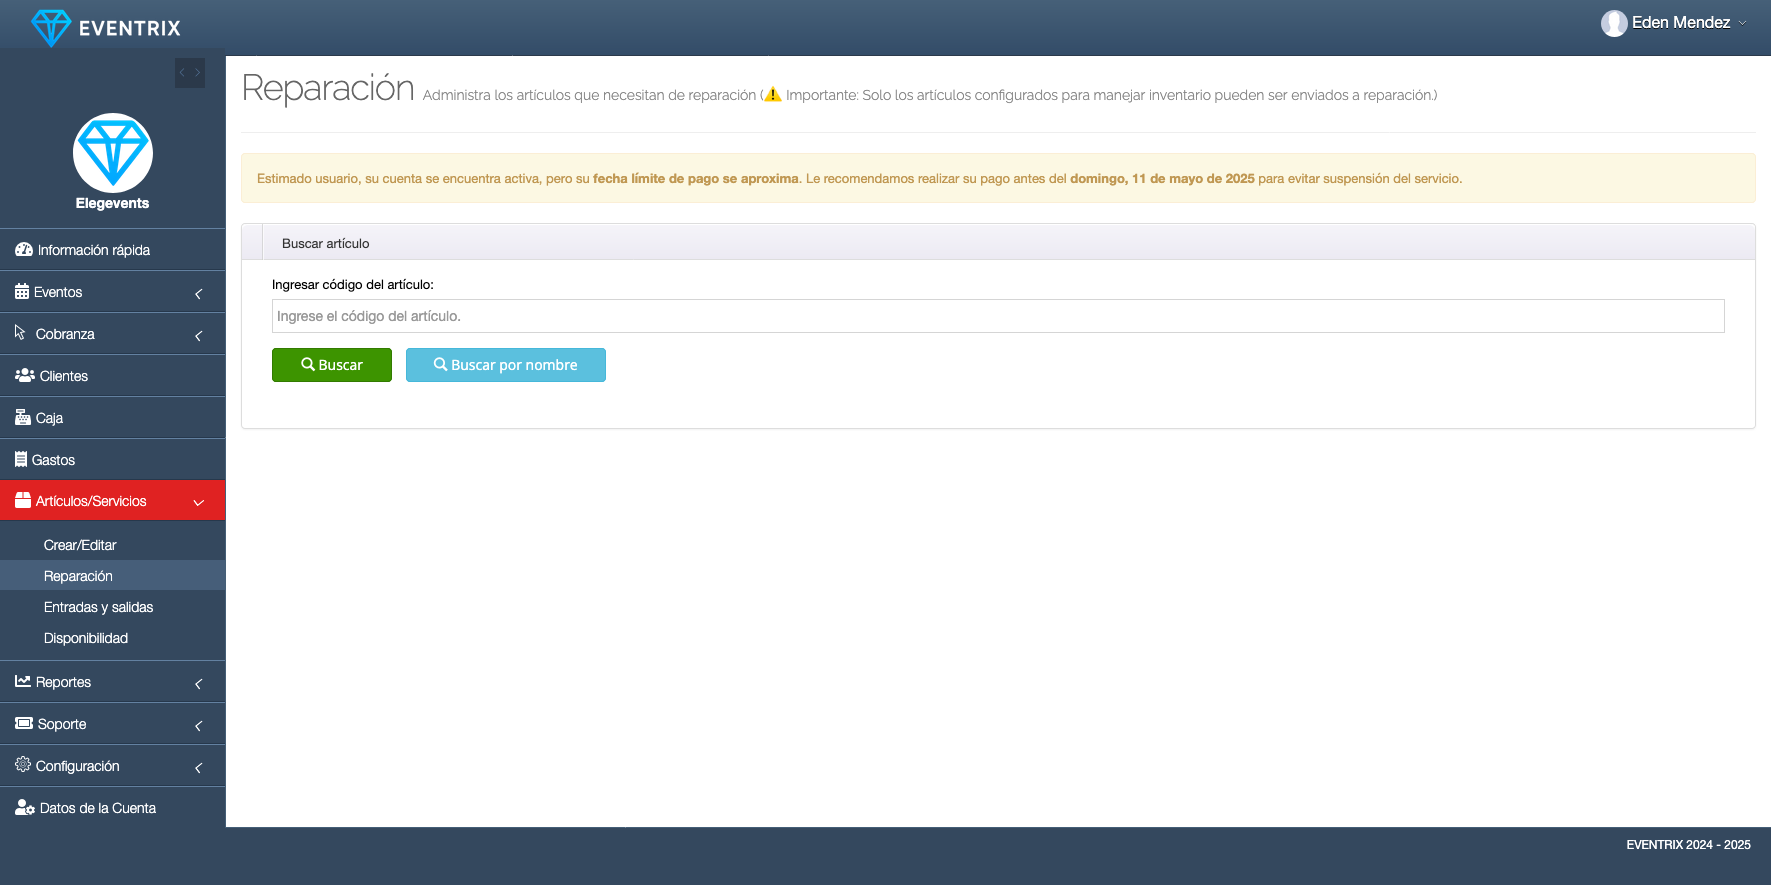 EVENTRIX
Eden Mendez
Elegevents
Información rápida
Eventos
Cobranza
Clientes
Caja
Gastos
Artículos/Servicios
Crear/Editar
Reparación
Entradas y salidas
Disponibilidad
Reportes
Soporte
Configuración
Datos de la Cuenta
Reparación Administra los artículos que necesitan de reparación (⚠ Importante: Solo los artículos configurados para manejar inventario pueden ser enviados a reparación.)
Estimado usuario, su cuenta se encuentra activa, pero su fecha límite de pago se aproxima. Le recomendamos realizar su pago antes del domingo, 11 de mayo de 2025 para evitar suspensión del servicio.
Buscar artículo
Ingresar código del artículo:
Ingrese el código del artículo.
Buscar Buscar por nombre
EVENTRIX 2024 - 2025